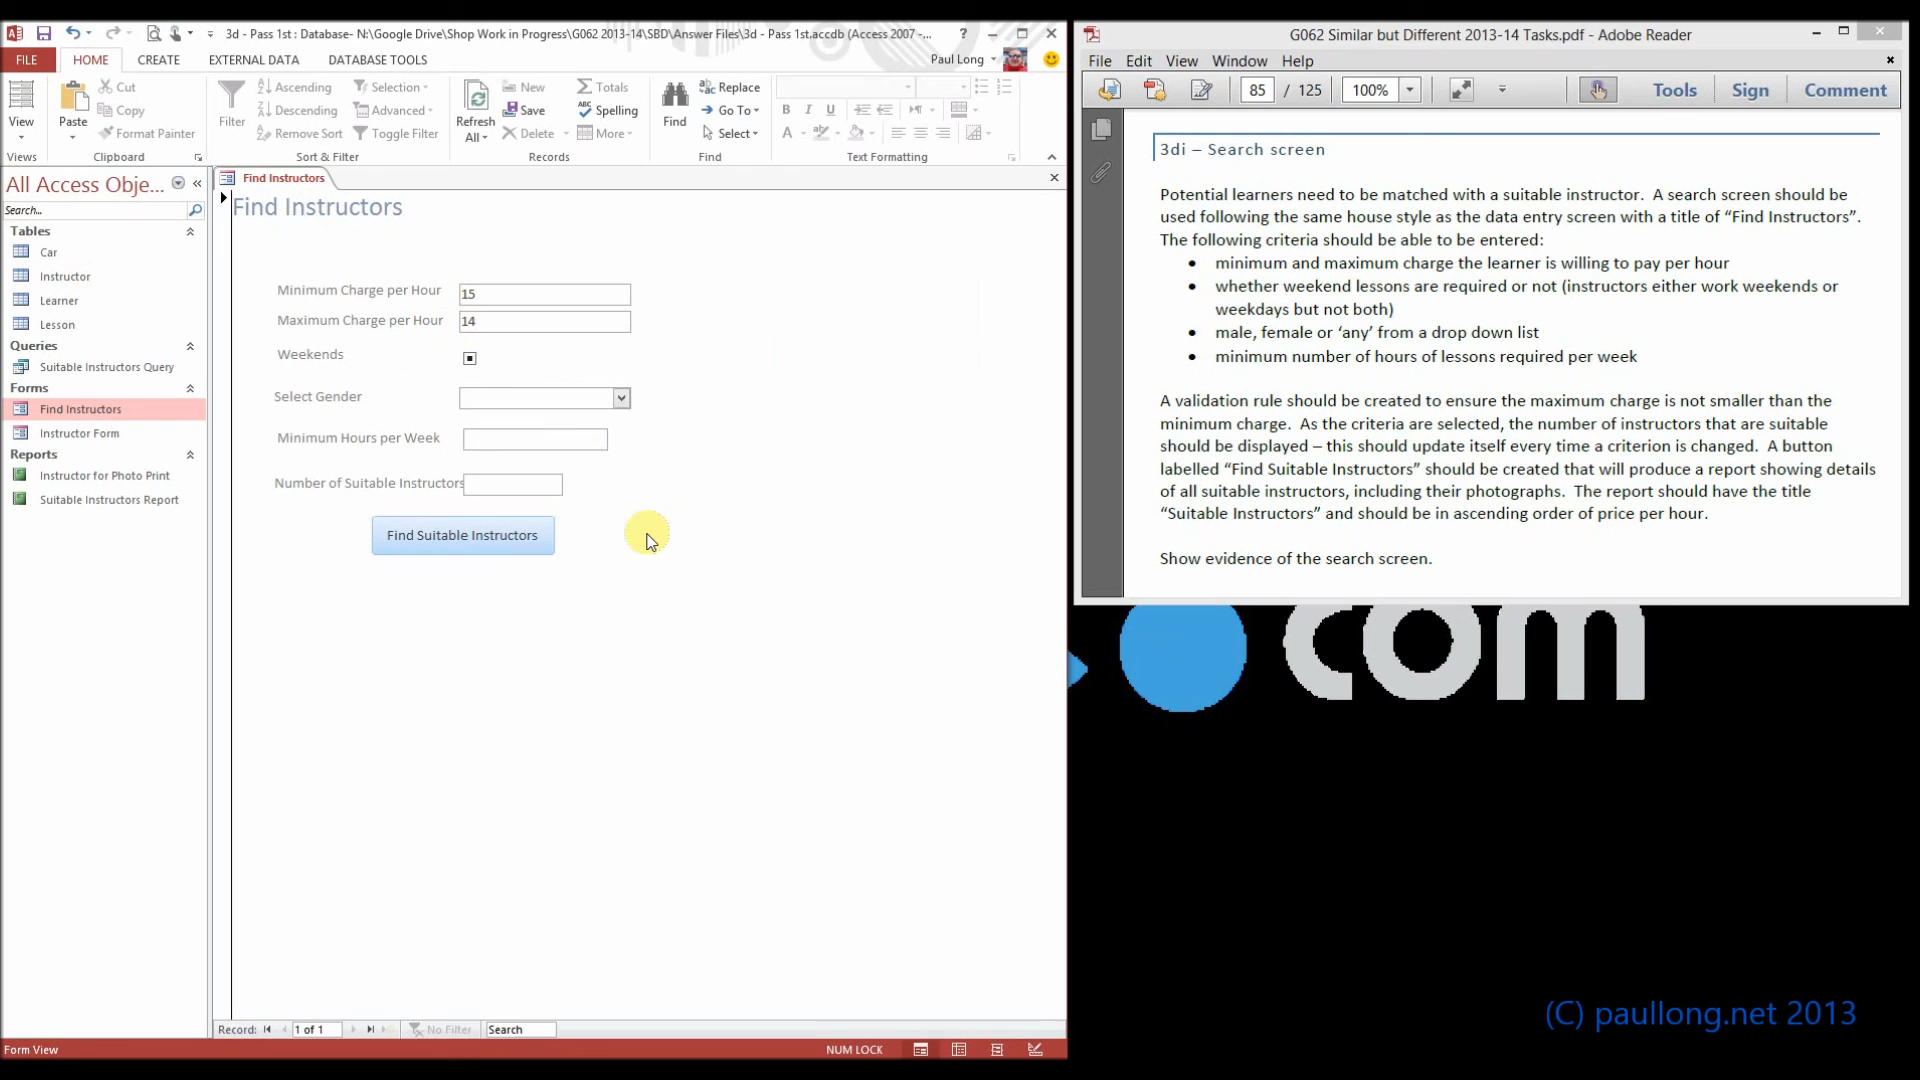 3d - Pass 1st : Database- N:\Google Drive\Shop Work in Progress\G062 2013-14\SBD\Answer Files\3d - Pass 1st.accdb (Access 2007 -...
FILE HOME CREATE EXTERNAL DATA DATABASE TOOLS Paul Long
View
Views
Paste
Cut
Copy
Format Painter
Clipboard
Filter
Ascending
Descending
Remove Sort
Selection
Advanced
Toggle Filter
Sort & Filter
Refresh
All
New
Save
Delete
Totals
Spelling
More
Records
Find
Replace
Go To
Select
Find
B I U
A
Text Formatting
All Access Obje...
Search...
Tables
Car
Instructor
Learner
Lesson
Queries
Suitable Instructors Query
Forms
Find Instructors
Instructor Form
Reports
Instructor for Photo Print
Suitable Instructors Report
Find Instructors
Find Instructors
Minimum Charge per Hour 15
Maximum Charge per Hour 14
Weekends
Select Gender
Minimum Hours per Week
Number of Suitable Instructors
Find Suitable Instructors
Record: 1 of 1 No Filter Search
Form View NUM LOCK
G062 Similar but Different 2013-14 Tasks.pdf - Adobe Reader
File Edit View Window Help
85 / 125 100% Tools Sign Comment
3di – Search screen
Potential learners need to be matched with a suitable instructor. A search screen should be
used following the same house style as the data entry screen with a title of “Find Instructors”.
The following criteria should be able to be entered:
• minimum and maximum charge the learner is willing to pay per hour
• whether weekend lessons are required or not (instructors either work weekends or
weekdays but not both)
• male, female or ‘any’ from a drop down list
• minimum number of hours of lessons required per week
A validation rule should be created to ensure the maximum charge is not smaller than the
minimum charge. As the criteria are selected, the number of instructors that are suitable
should be displayed – this should update itself every time a criterion is changed. A button
labelled “Find Suitable Instructors” should be created that will produce a report showing details
of all suitable instructors, including their photographs. The report should have the title
“Suitable Instructors” and should be in ascending order of price per hour.
Show evidence of the search screen.
com
(C) paullong.net 2013